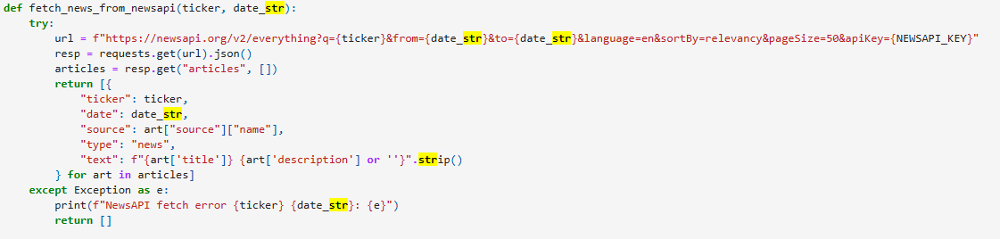 def fetch_news_from_newsapi(ticker, date_str):
    try:
        url = f"https://newsapi.org/v2/everything?q={ticker}&from={date_str}&to={date_str}&language=en&sortBy=relevancy&pageSize=50&apiKey={NEWSAPI_KEY}"
        resp = requests.get(url).json()
        articles = resp.get("articles", [])
        return [{
            "ticker": ticker,
            "date": date_str,
            "source": art["source"]["name"],
            "type": "news",
            "text": f"{art['title']} {art['description'] or ''}".strip()
        } for art in articles]
    except Exception as e:
        print(f"NewsAPI fetch error {ticker} {date_str}: {e}")
        return []